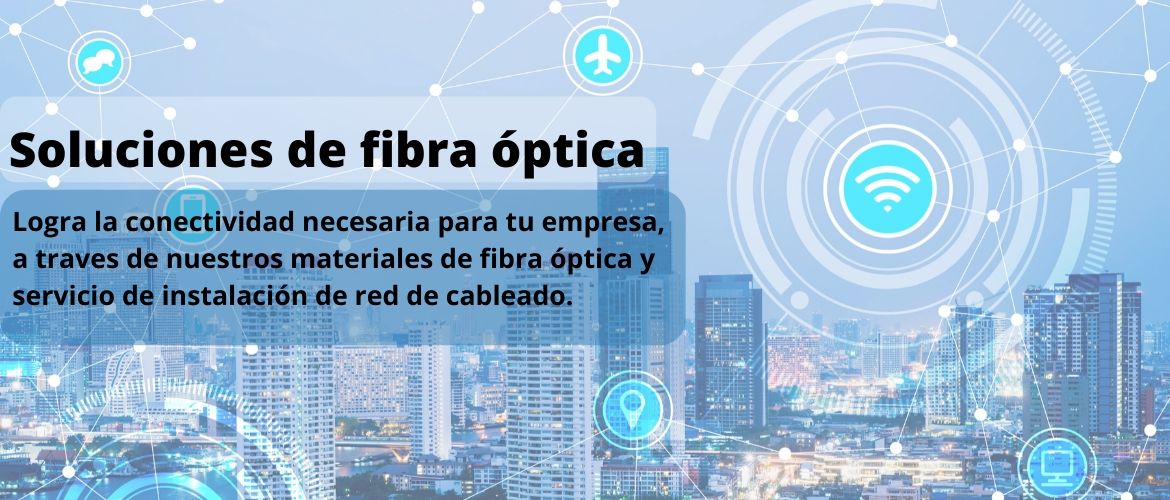 Soluciones de fibra óptica
Logra la conectividad necesaria para tu empresa,
a traves de nuestros materiales de fibra óptica y
servicio de instalación de red de cableado.